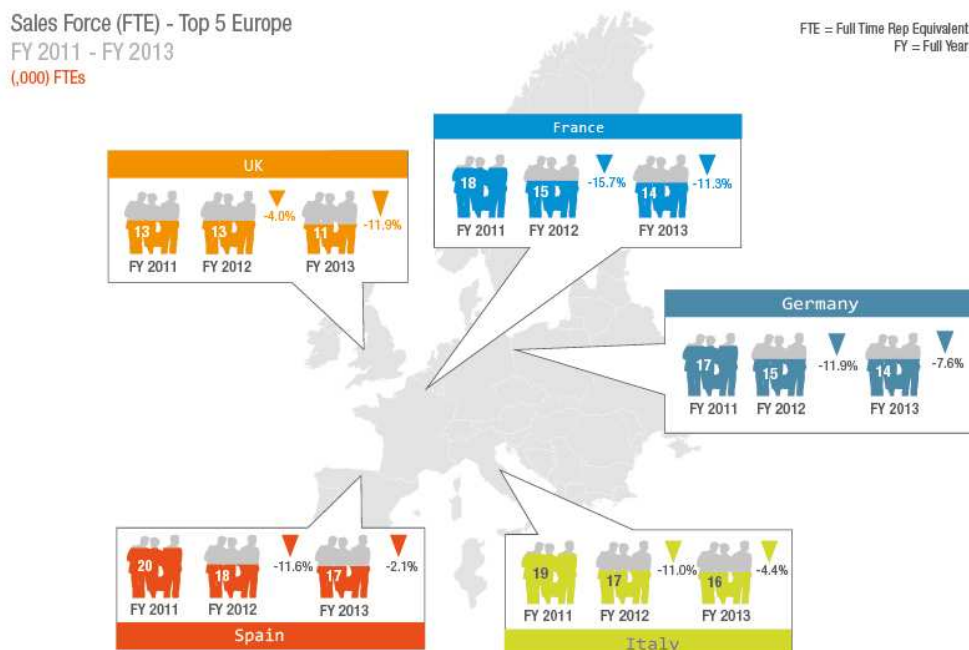 Sales Force (FTE) - Top 5 Europe
FY 2011 - FY 2013
(,000) FTEs
FTE = Full Time Rep Equivalent
FY = Full Year
UK
13
13
-4.0%
11
-11.9%
FY 2011
FY 2012
FY 2013
France
18
15
-15.7%
14
-11.3%
FY 2011
FY 2012
FY 2013
Germany
17
15
-11.9%
14
-7.6%
FY 2011
FY 2012
FY 2013
20
18
-11.6%
17
-2.1%
FY 2011
FY 2012
FY 2013
Spain
19
17
-11.0%
16
-4.4%
FY 2011
FY 2012
FY 2013
Italy